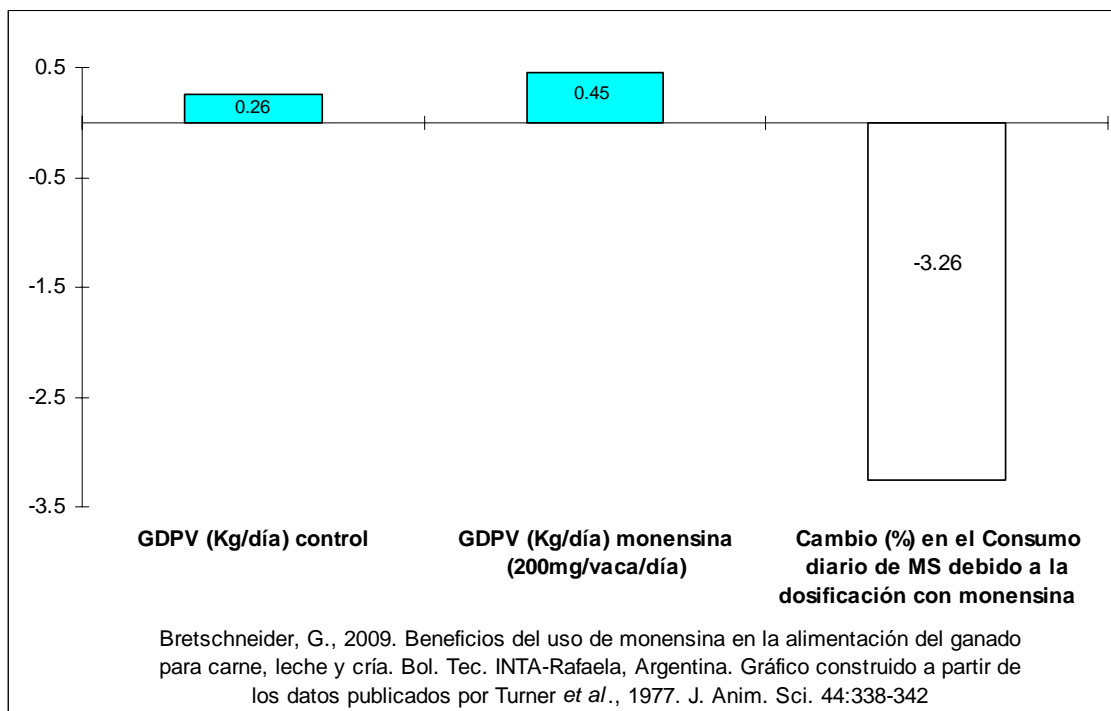 0.5
-0.5
-1.5
-2.5
-3.5
0.26
0.45
-3.26
GDPV (Kg/día) control
GDPV (Kg/día) monensina
(200mg/vaca/día)
Cambio (%) en el Consumo
diario de MS debido a la
dosificación con monensina
Bretschneider, G., 2009. Beneficios del uso de monensina en la alimentación del ganado
para carne, leche y cría. Bol. Tec. INTA-Rafaela, Argentina. Gráfico construido a partir de
los datos publicados por Turner et al., 1977. J. Anim. Sci. 44:338-342